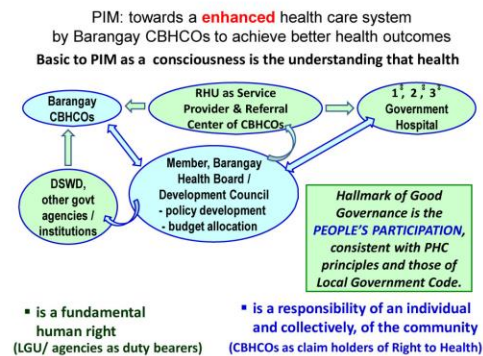 PIM: towards a enhanced health care system
by Barangay CBHCOs to achieve better health outcomes
Basic to PIM as a consciousness is the understanding that health
Barangay
CBHCOs
RHU as Service
Provider & Referral
Center of CBHCOs
1°, 2°, 3°
Government
Hospital
DSWD,
other govt
agencies /
institutions
Member, Barangay
Health Board /
Development Council
- policy development
- budget allocation
Hallmark of Good
Governance is the
PEOPLE'S PARTICIPATION,
consistent with PHC
principles and those of
Local Government Code.
▪ is a fundamental
human right
(LGU/ agencies as duty bearers)
▪ is a responsibility of an individual
and collectively, of the community
(CBHCOs as claim holders of Right to Health)